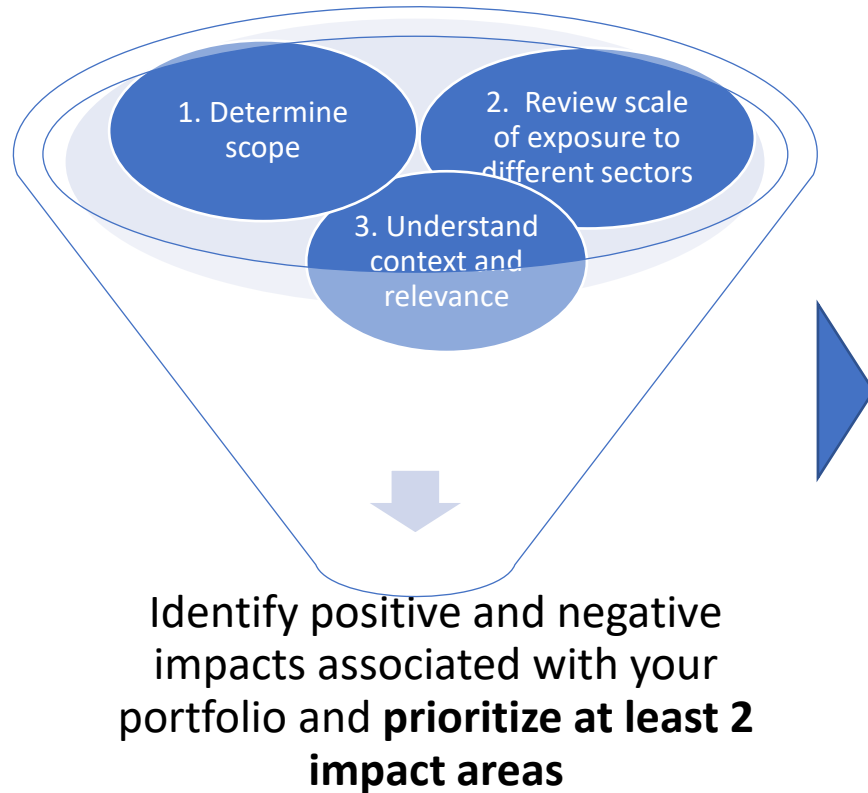 1. Determine
scope
2. Review scale
of exposure to
different sectors
3. Understand
context and
relevance
Identify positive and negative
impacts associated with your
portfolio and prioritize at least 2
impact areas